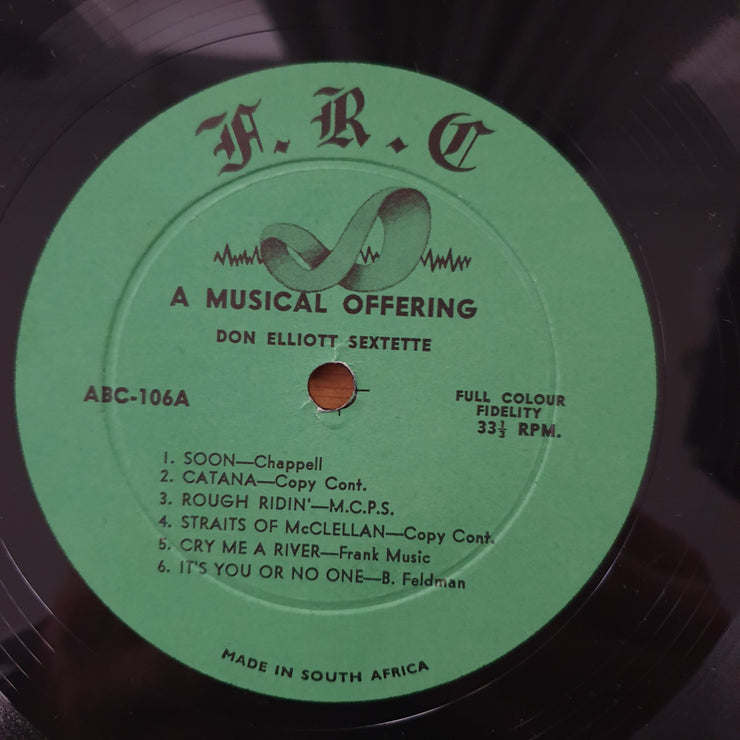 F.R.C
A MUSICAL OFFERING
DON ELLIOTT SEXTETTE
ABC-106A
FULL COLOUR
FIDELITY
33⅓ RPM.
1. SOON—Chappell
2. CATANA—Copy Cont.
3. ROUGH RIDIN'—M.C.P.S.
4. STRAITS OF McCLELLAN—Copy Cont.
5. CRY ME A RIVER—Frank Music
6. IT'S YOU OR NO ONE—B. Feldman
MADE IN SOUTH AFRICA